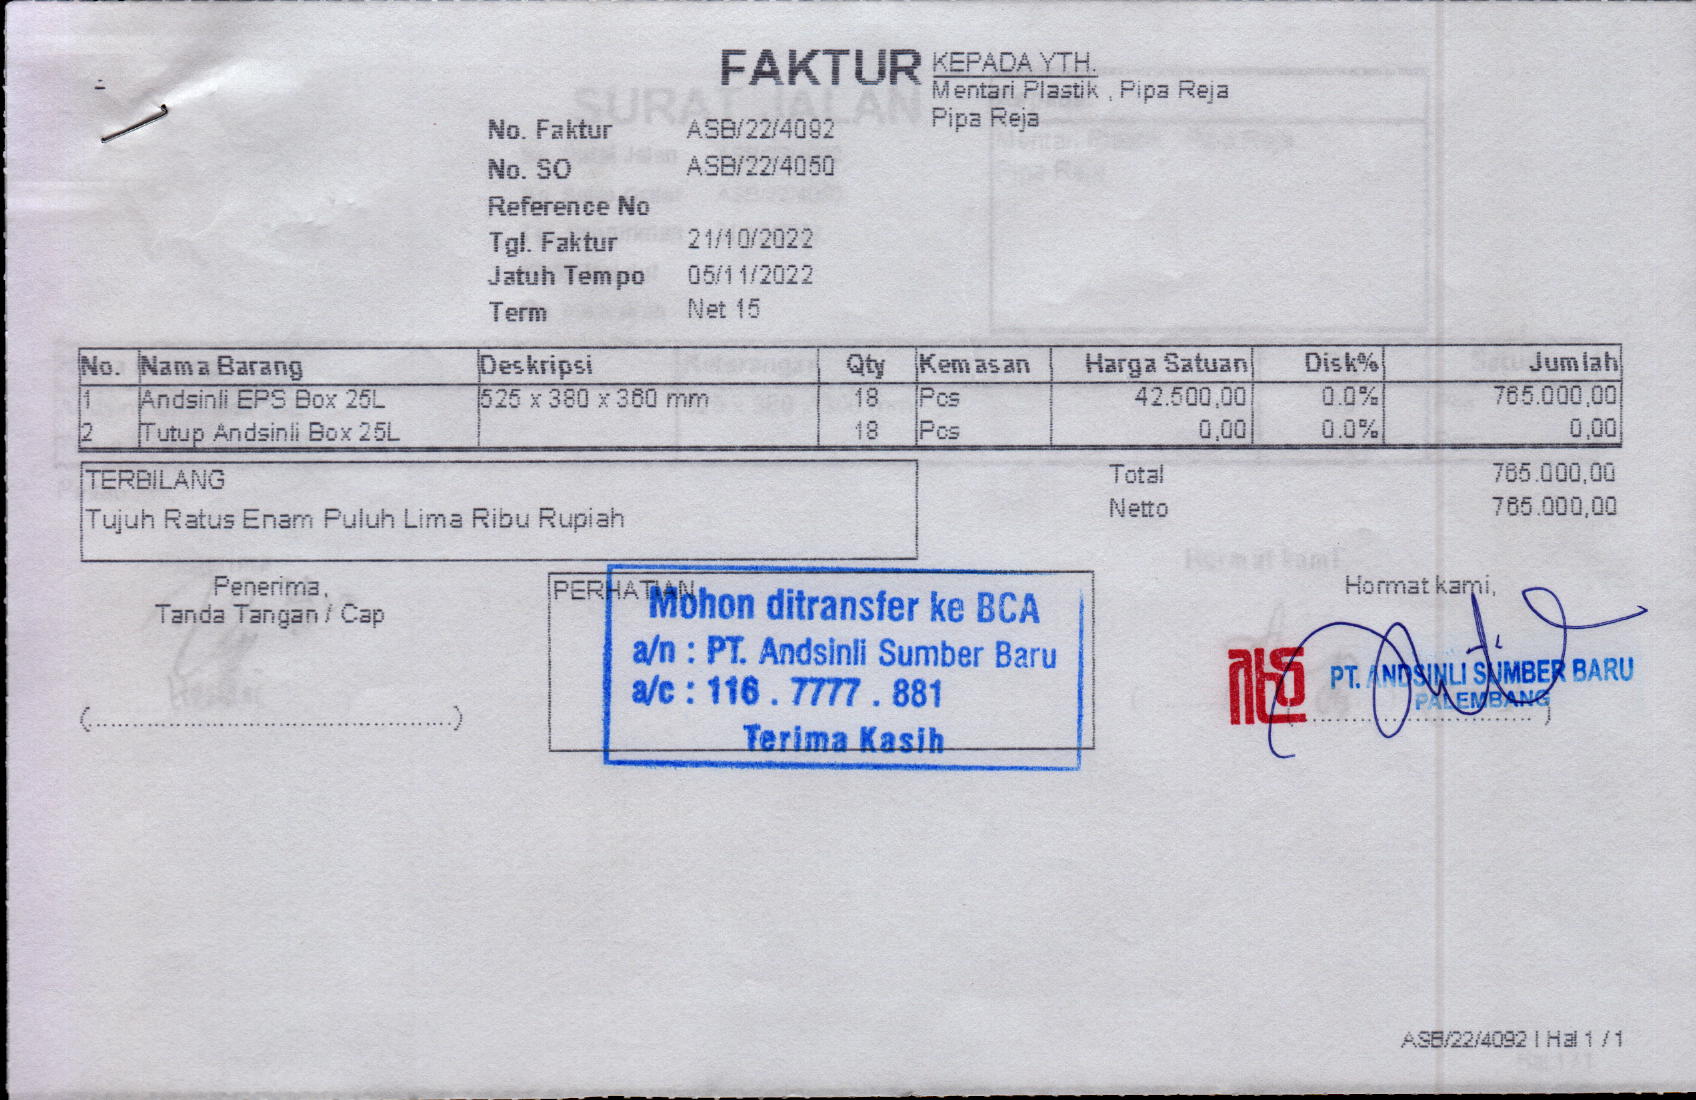 FAKTUR
KEPADA YTH.
Mentari Plastik , Pipa Reja
Pipa Reja
No. Faktur ASB/22/4092
No. SO ASB/22/4050
Reference No
Tgl. Faktur 21/10/2022
Jatuh Tempo 05/11/2022
Term Net 15
No. Nama Barang Deskripsi Qty Kemasan Harga Satuan Disk% Jumlah
1 Andsinli EPS Box 25L 525 x 380 x 360 mm 18 Pcs 42.500,00 0.0% 765.000,00
2 Tutup Andsinli Box 25L 18 Pcs 0,00 0.0% 0,00
TERBILANG
Tujuh Ratus Enam Puluh Lima Ribu Rupiah
Total 765.000,00
Netto 765.000,00
Penerima,
Tanda Tangan / Cap
(..........................................................)
PERHATIAN
Mohon ditransfer ke BCA
a/n : PT. Andsinli Sumber Baru
a/c : 116 . 7777 . 881
Terima Kasih
Hormat kami,
PT. ANDSINLI SUMBER BARU
PALEMBANG
ASB/22/4092 | Hal 1 / 1